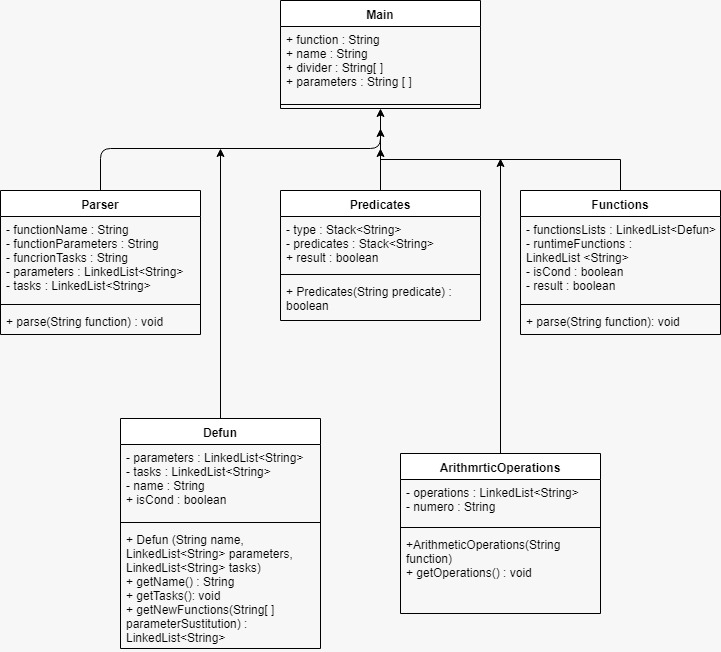 Main
+ function : String
+ name : String
+ divider : String[ ]
+ parameters : String [ ]
Parser
- functionName : String
- functionParameters : String
- funcrionTasks : String
- parameters : LinkedList<String>
- tasks : LinkedList<String>
+ parse(String function) : void
Predicates
- type : Stack<String>
- predicates : Stack<String>
+ result : boolean
+ Predicates(String predicate) :
boolean
Functions
- functionsLists : LinkedList<Defun>
- runtimeFunctions :
LinkedList <String>
- isCond : boolean
- result : boolean
+ parse(String function): void
Defun
- parameters : LinkedList<String>
- tasks : LinkedList<String>
- name : String
+ isCond : boolean
+ Defun (String name,
LinkedList<String> parameters,
LinkedList<String> tasks)
+ getName() : String
+ getTasks(): void
+ getNewFunctions(String[ ]
parameterSustitution) :
LinkedList<String>
ArithmrticOperations
- operations : LinkedList<String>
- numero : String
+ArithmeticOperations(String
function)
+ getOperations() : void